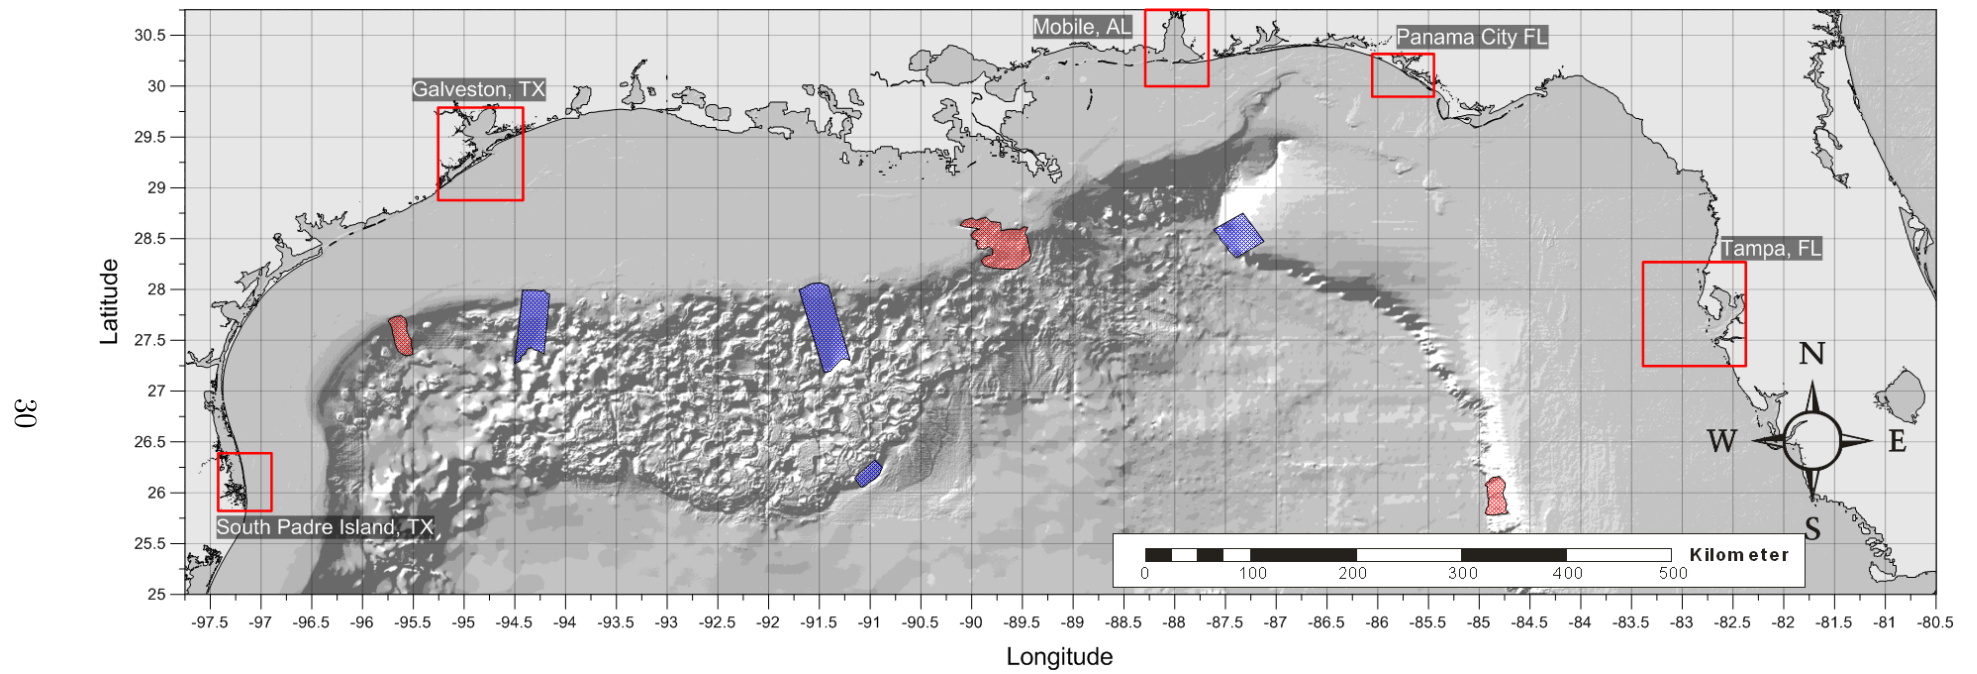 Mobile, AL
Panama City FL
Galveston, TX
Tampa, FL
South Padre Island, TX
N
W
E
S
30.5
30
29.5
29
28.5
28
27.5
27
26.5
26
25.5
25
Latitude
30
Kilometer
0 100 200 300 400 500
-97.5 -97 -96.5 -96 -95.5 -95 -94.5 -94 -93.5 -93 -92.5 -92 -91.5 -91 -90.5 -90 -89.5 -89 -88.5 -88 -87.5 -87 -86.5 -86 -85.5 -85 -84.5 -84 -83.5 -83 -82.5 -82 -81.5 -81 -80.5
Longitude